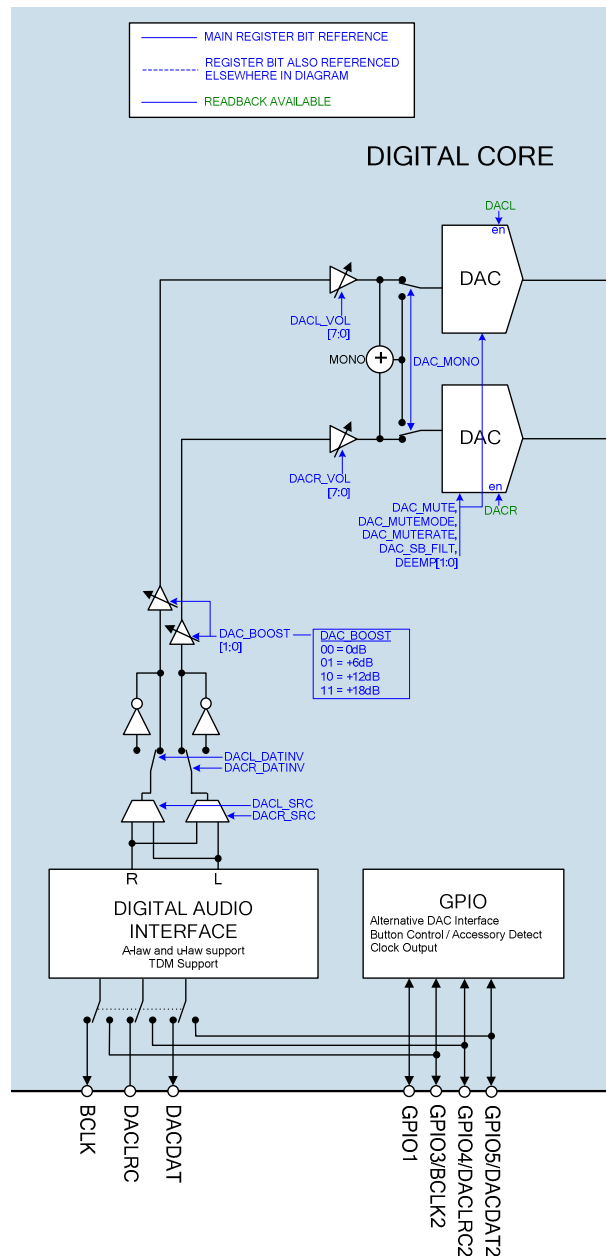 MAIN REGISTER BIT REFERENCE
REGISTER BIT ALSO REFERENCED
ELSEWHERE IN DIAGRAM
READBACK AVAILABLE
DIGITAL CORE
DACL
en
DAC
DACL_VOL
[7:0]
MONO
+
DAC_MONO
DAC
DACR_VOL
[7:0]
en
DACR
DAC_MUTE,
DAC_MUTEMODE,
DAC_MUTERATE,
DAC_SB_FILT,
DEEMP[1:0]
DAC_BOOST
[1:0]
DAC_BOOST
00 = 0dB
01 = +6dB
10 = +12dB
11 = +18dB
DACL_DATINV
DACR_DATINV
DACL_SRC
DACR_SRC
R
L
DIGITAL AUDIO
INTERFACE
A-law and u-law support
TDM Support
GPIO
Alternative DAC Interface
Button Control / Accessory Detect
Clock Output
BCLK
DACLRC
DACDAT
GPIO1
GPIO3/BCLK2
GPIO4/DACLRC2
GPIO5/DACDAT2